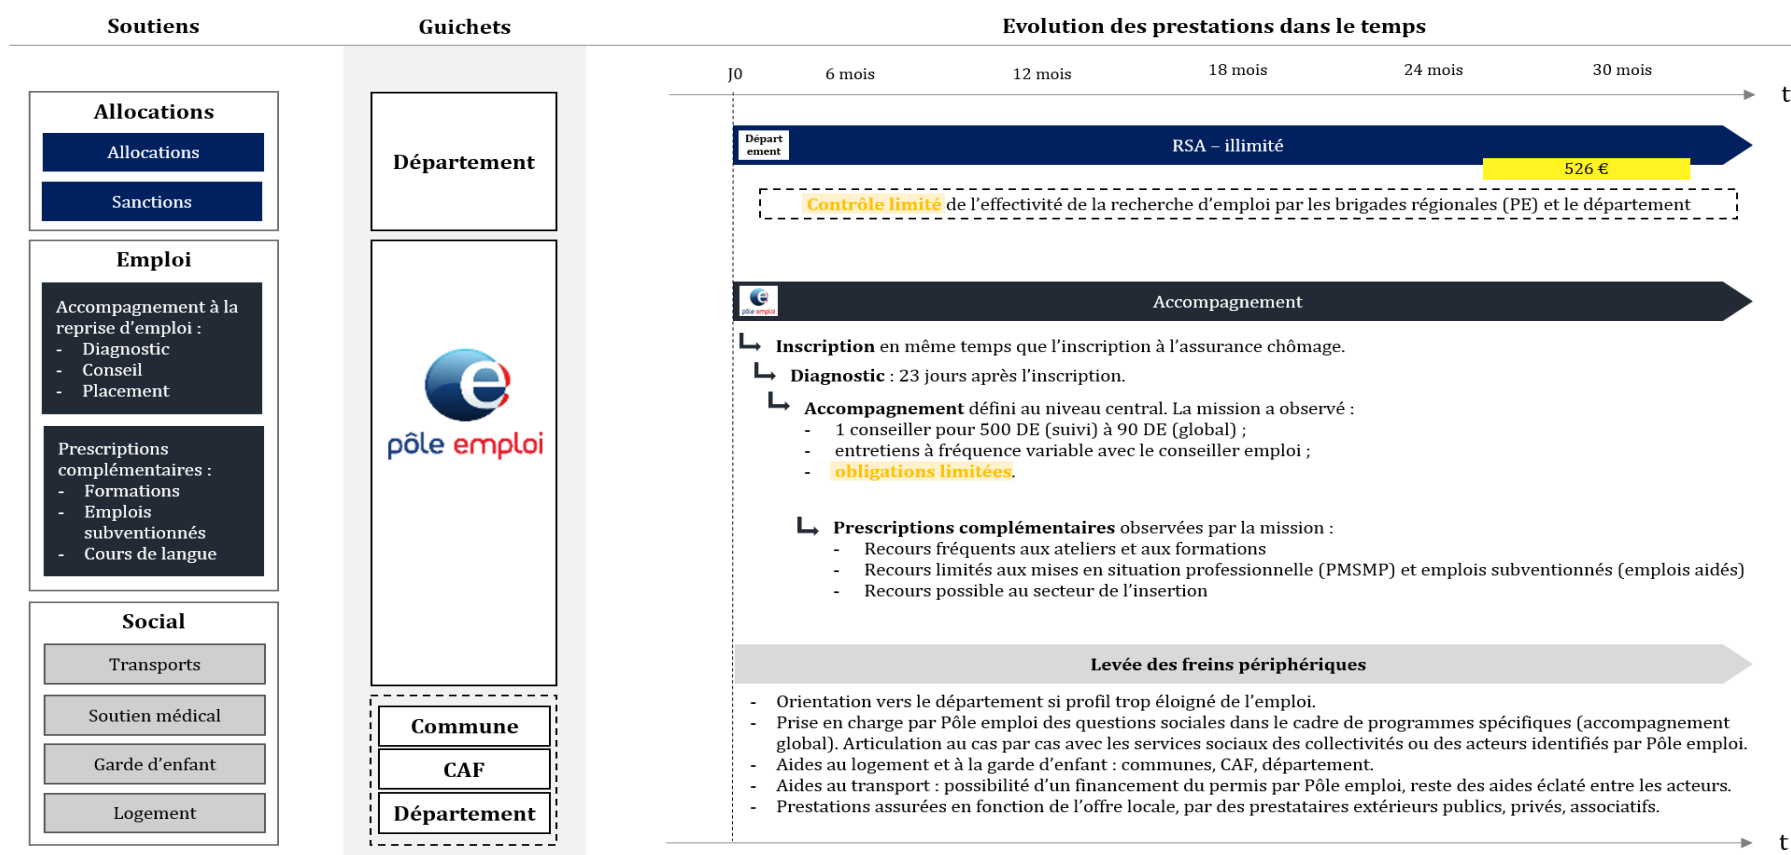 Soutiens
Guichets
Evolution des prestations dans le temps
J0
6 mois
12 mois
18 mois
24 mois
30 mois
t
Allocations
Allocations
Sanctions
Département
Départ
ement
RSA – illimité
526 €
Contrôle limité de l’effectivité de la recherche d’emploi par les brigades régionales (PE) et le département
Emploi
Accompagnement à la
reprise d’emploi :
- Diagnostic
- Conseil
- Placement
Prescriptions
complémentaires :
- Formations
- Emplois
subventionnés
- Cours de langue
pôle emploi
pôle emploi
Accompagnement
Inscription en même temps que l’inscription à l’assurance chômage.
Diagnostic : 23 jours après l’inscription.
Accompagnement défini au niveau central. La mission a observé :
- 1 conseiller pour 500 DE (suivi) à 90 DE (global) ;
- entretiens à fréquence variable avec le conseiller emploi ;
- obligations limitées.
Prescriptions complémentaires observées par la mission :
- Recours fréquents aux ateliers et aux formations
- Recours limités aux mises en situation professionnelle (PMSMP) et emplois subventionnés (emplois aidés)
- Recours possible au secteur de l’insertion
Social
Transports
Soutien médical
Garde d’enfant
Logement
Commune
CAF
Département
Levée des freins périphériques
- Orientation vers le département si profil trop éloigné de l’emploi.
- Prise en charge par Pôle emploi des questions sociales dans le cadre de programmes spécifiques (accompagnement
global). Articulation au cas par cas avec les services sociaux des collectivités ou des acteurs identifiés par Pôle emploi.
- Aides au logement et à la garde d’enfant : communes, CAF, département.
- Aides au transport : possibilité d’un financement du permis par Pôle emploi, reste des aides éclaté entre les acteurs.
- Prestations assurées en fonction de l’offre locale, par des prestataires extérieurs publics, privés, associatifs.
t